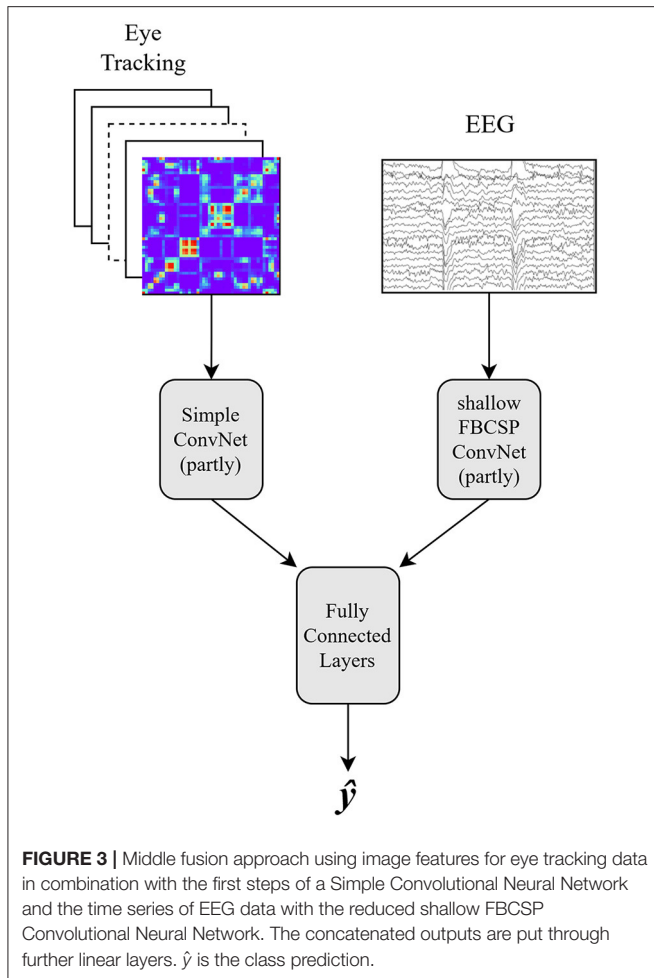 Eye
Tracking
EEG
Simple
ConvNet
(partly)
shallow
FBCSP
ConvNet
(partly)
Fully
Connected
Layers
ŷ
FIGURE 3 | Middle fusion approach using image features for eye tracking data
in combination with the first steps of a Simple Convolutional Neural Network
and the time series of EEG data with the reduced shallow FBCSP
Convolutional Neural Network. The concatenated outputs are put through
further linear layers. ŷ is the class prediction.